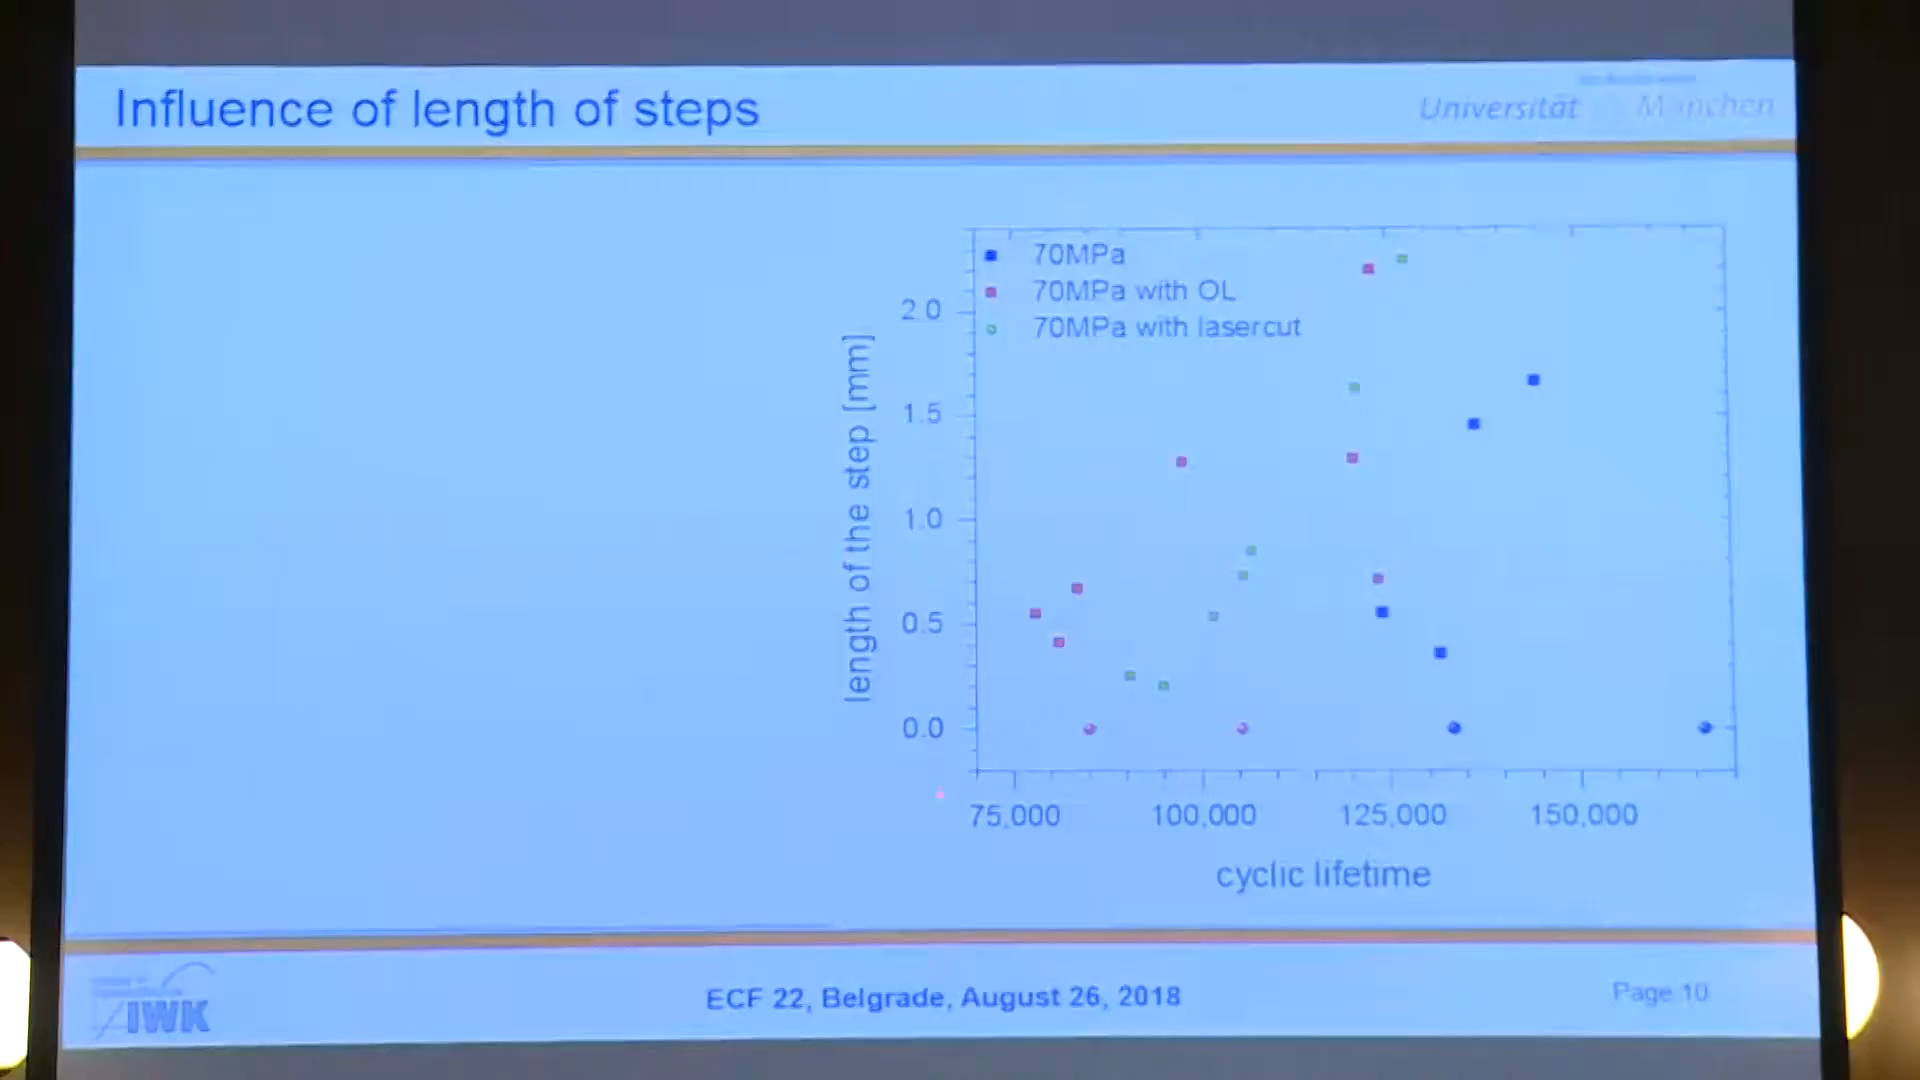 Influence of length of steps
Universität München
70MPa
70MPa with OL
70MPa with lasercut
length of the step [mm]
2.0
1.5
1.0
0.5
0.0
75,000 100,000 125,000 150,000
cyclic lifetime
IWK
ECF 22, Belgrade, August 26, 2018
Page 10